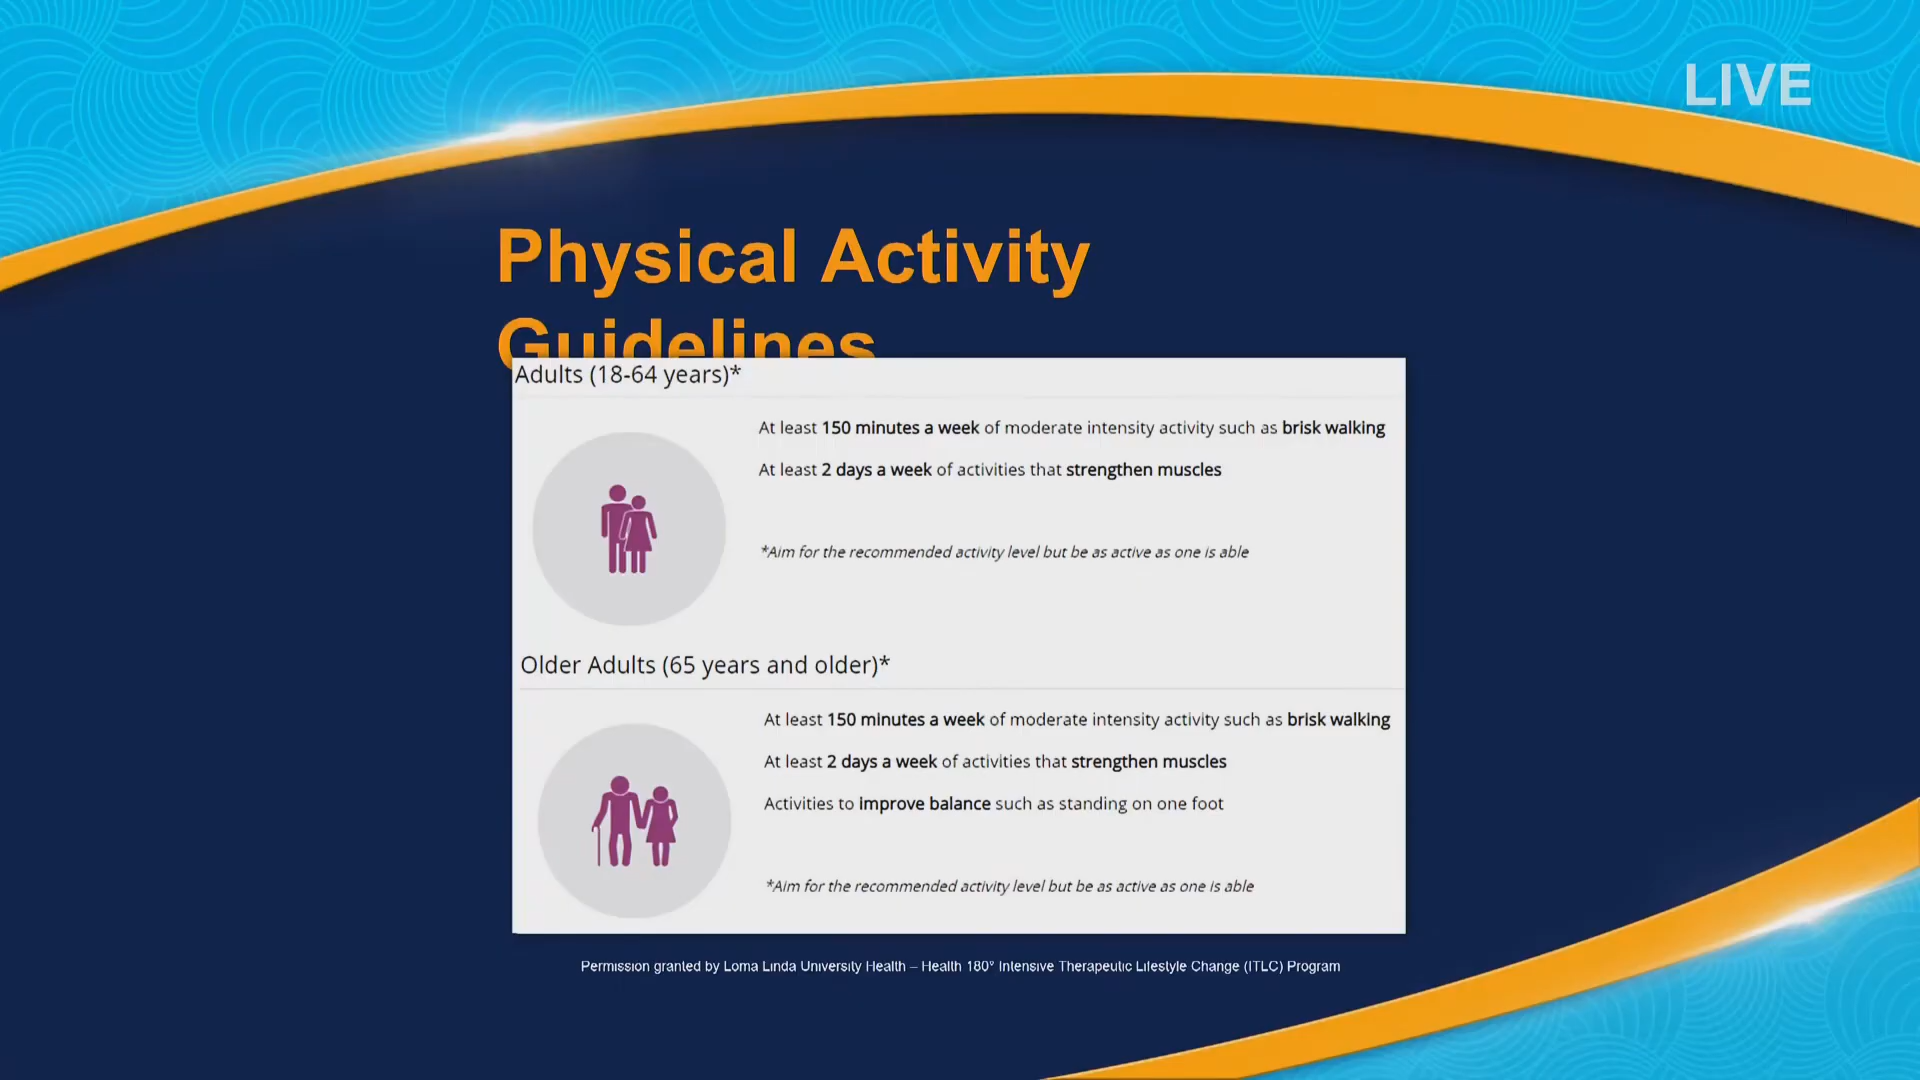 LIVE
Physical Activity
Guidelines
Adults (18-64 years)*
At least 150 minutes a week of moderate intensity activity such as brisk walking
At least 2 days a week of activities that strengthen muscles
*Aim for the recommended activity level but be as active as one is able
Older Adults (65 years and older)*
At least 150 minutes a week of moderate intensity activity such as brisk walking
At least 2 days a week of activities that strengthen muscles
Activities to improve balance such as standing on one foot
*Aim for the recommended activity level but be as active as one is able
Permission granted by Loma Linda University Health – Health 180° Intensive Therapeutic Lifestyle Change (ITLC) Program